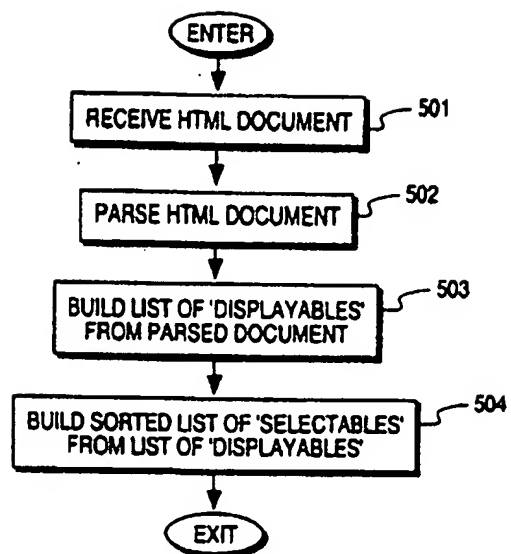 ENTER
RECEIVE HTML DOCUMENT
501
PARSE HTML DOCUMENT
502
BUILD LIST OF 'DISPLAYABLES'
FROM PARSED DOCUMENT
503
BUILD SORTED LIST OF 'SELECTABLES'
FROM LIST OF 'DISPLAYABLES'
504
EXIT